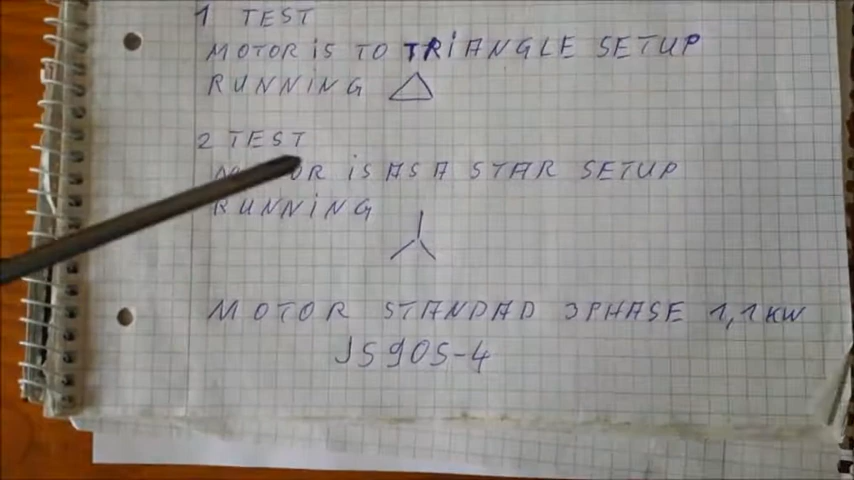 1 TEST
MOTOR iS TO TRiANGLE SETUP
RUNNiNG
2 TEST
MOTOR iS AS A STAR SETUP
RUNNiNG
MOTOR STANDAD 3PHASE 1,1KW
JS90S-4